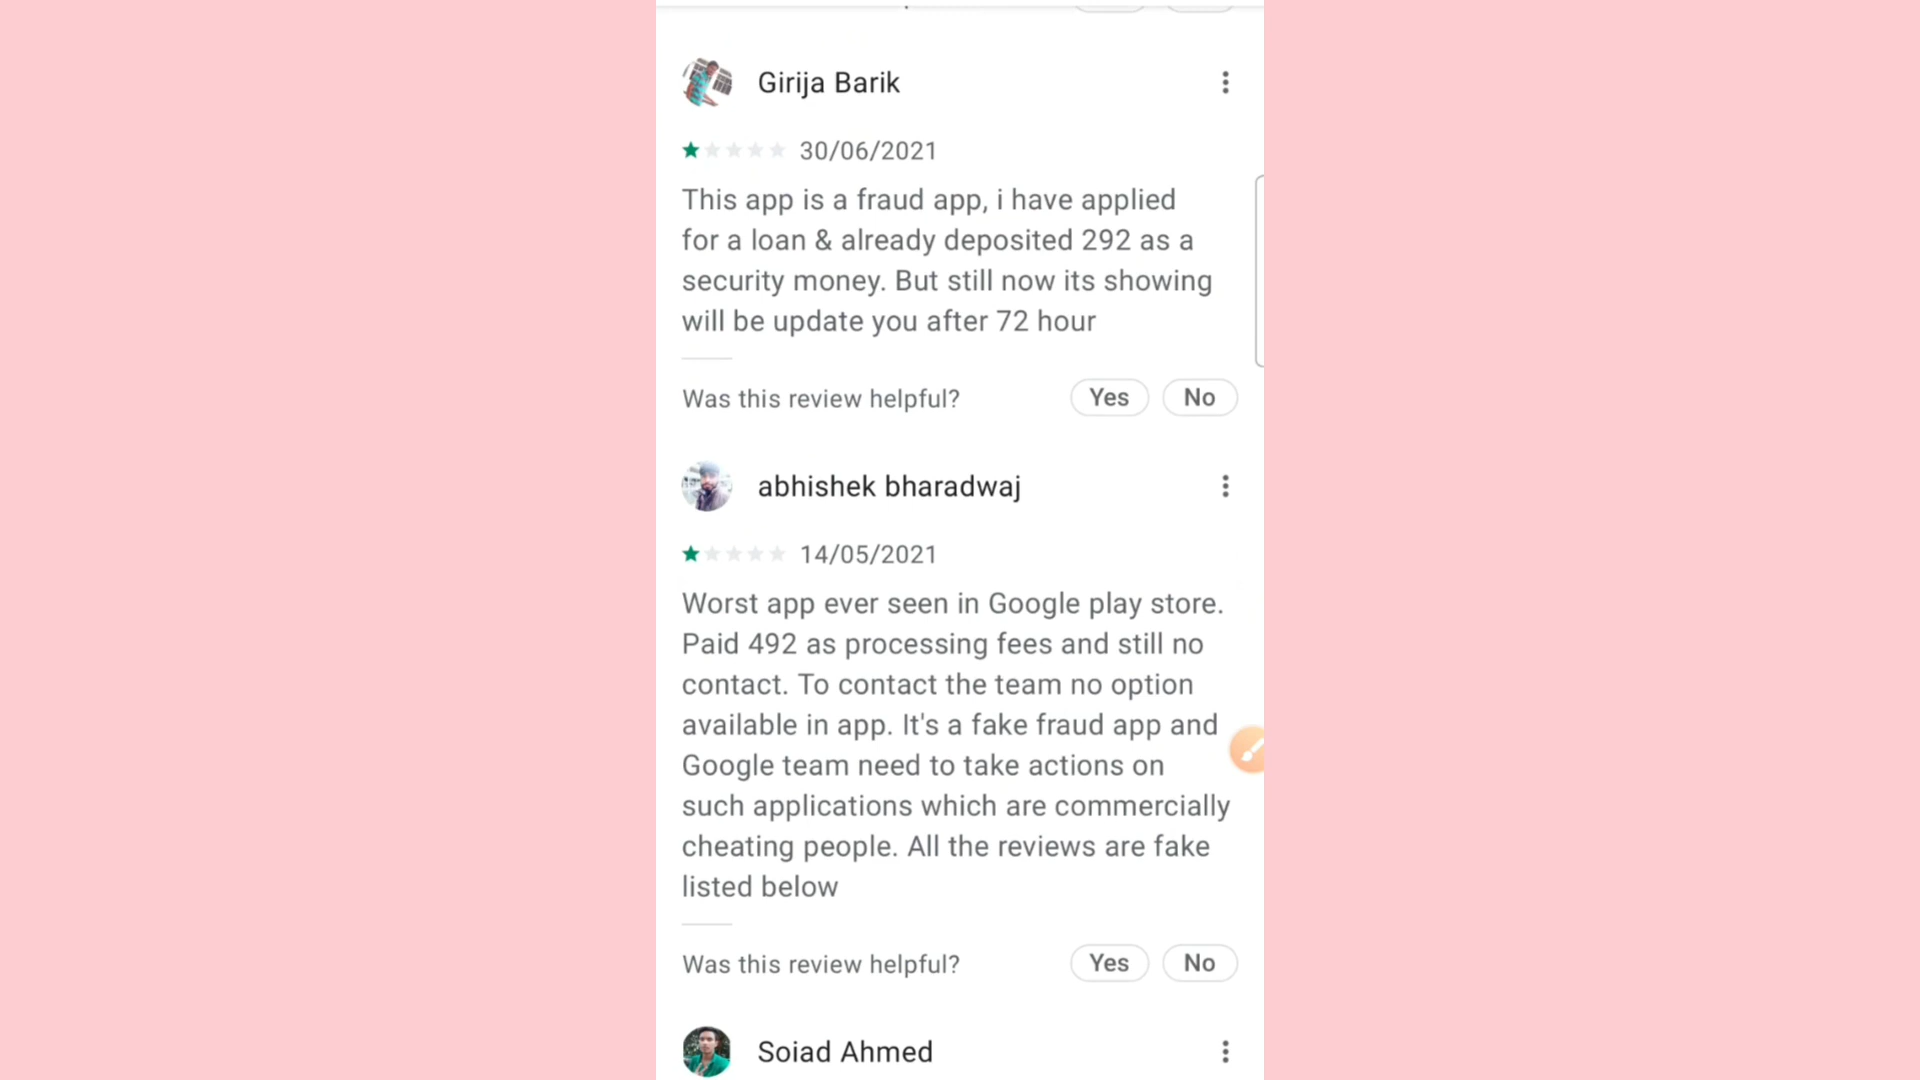 Girija Barik
30/06/2021
This app is a fraud app, i have applied
for a loan & already deposited 292 as a
security money. But still now its showing
will be update you after 72 hour
Was this review helpful? Yes No
abhishek bharadwaj
14/05/2021
Worst app ever seen in Google play store.
Paid 492 as processing fees and still no
contact. To contact the team no option
available in app. It's a fake fraud app and
Google team need to take actions on
such applications which are commercially
cheating people. All the reviews are fake
listed below
Was this review helpful? Yes No
Soiad Ahmed